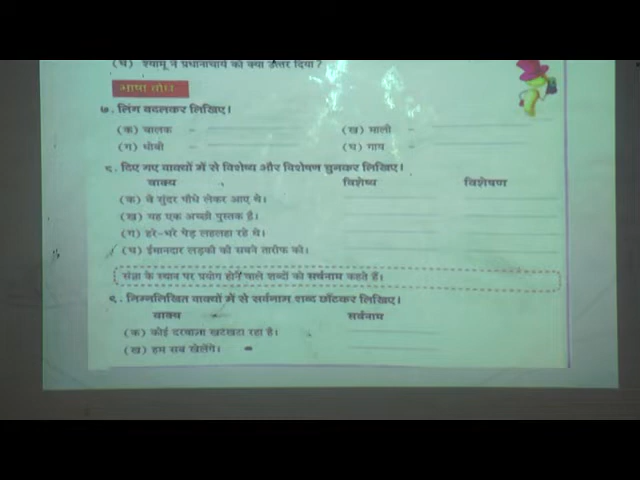 (घ) श्यामू ने प्रधानाचार्य को क्या उत्तर दिया?
भाषा बोध
७. लिंग बदलकर लिखिए।
(क) बालक - (ख) माली -
(ग) धोबी - (घ) गाय -
८. दिए गए वाक्यों में से विशेष्य और विशेषण चुनकर लिखिए।
वाक्य विशेष्य विशेषण
(क) वे सुंदर पौधे लेकर आए थे।
(ख) यह एक अच्छी पुस्तक है।
(ग) हरे-भरे पेड़ लहलहा रहे थे।
(घ) ईमानदार लड़की की सबने तारीफ की।
संज्ञा के स्थान पर प्रयोग होने वाले शब्दों को सर्वनाम कहते हैं।
९. निम्नलिखित वाक्यों में से सर्वनाम शब्द छाँटकर लिखिए।
वाक्य सर्वनाम
(क) कोई दरवाजा खटखटा रहा है।
(ख) हम सब खेलेंगे।